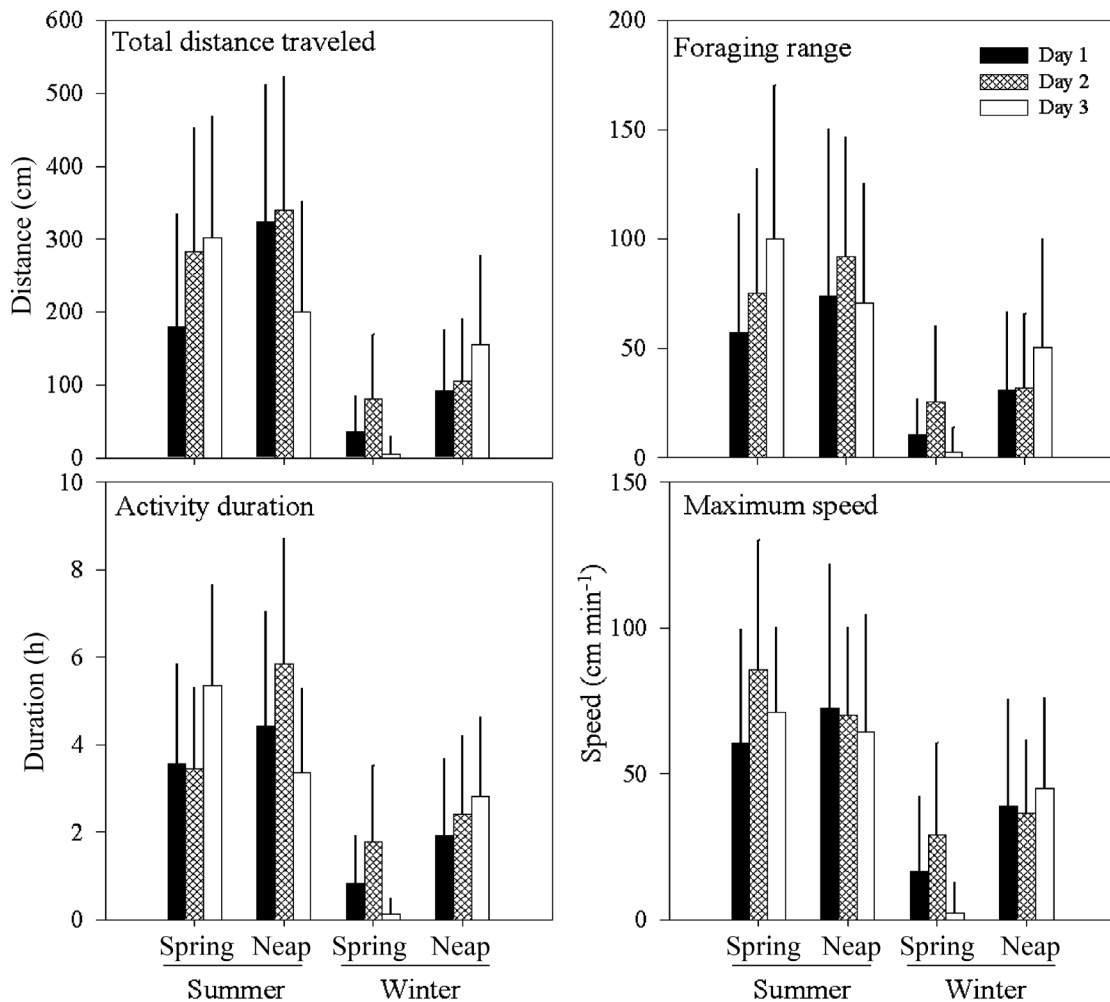 Total distance traveled
Distance (cm)
600
500
400
300
200
100
0
Foraging range
Day 1
Day 2
Day 3
200
150
100
50
0
Activity duration
Duration (h)
10
8
6
4
2
0
Spring Neap Spring Neap
Summer Winter
Maximum speed
Speed (cm min-1)
150
100
50
0
Spring Neap Spring Neap
Summer Winter